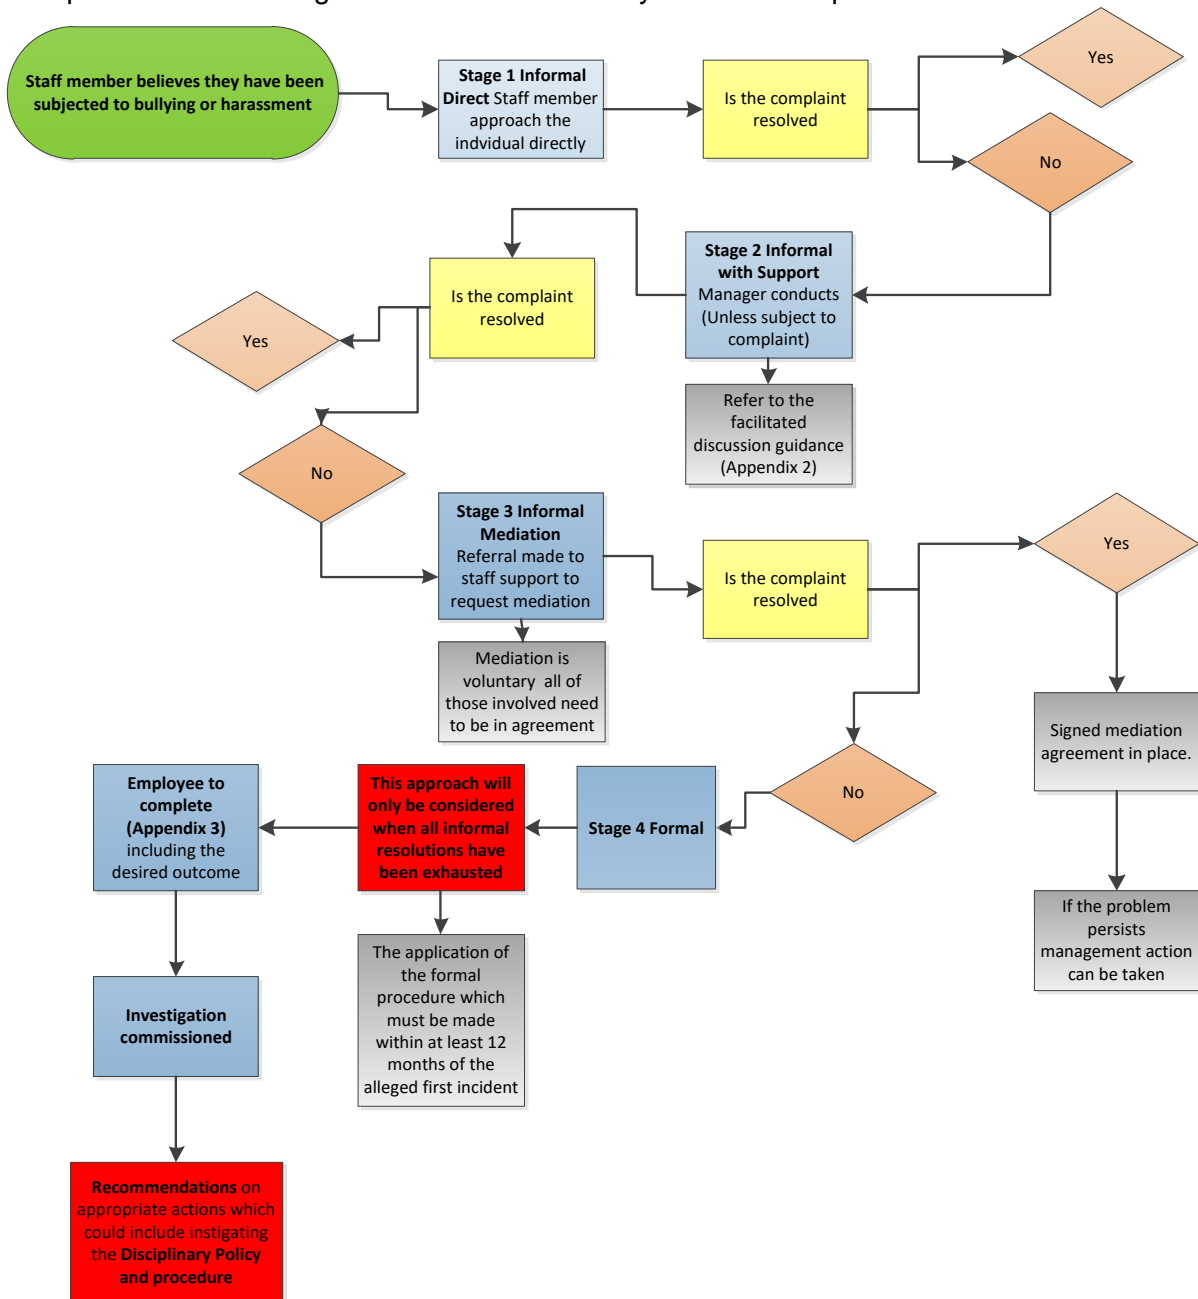 Staff member believes they have been
subjected to bullying or harassment
Stage 1 Informal
Direct Staff member
approach the
indvidual directly
Is the complaint
resolved
Yes
No
Stage 2 Informal
with Support
Manager conducts
(Unless subject to
complaint)
Is the complaint
resolved
Yes
Refer to the
facilitated
discussion guidance
(Appendix 2)
No
Stage 3 Informal
Mediation
Referral made to
staff support to
request mediation
Is the complaint
resolved
Yes
Mediation is
voluntary all of
those involved need
to be in agreement
Signed mediation
agreement in place.
No
Stage 4 Formal
This approach will
only be considered
when all informal
resolutions have
been exhausted
Employee to
complete
(Appendix 3)
including the
desired outcome
If the problem
persists
management action
can be taken
The application of
the formal
procedure which
must be made
within at least 12
months of the
alleged first incident
Investigation
commissioned
Recommendations on
appropriate actions which
could include instigating
the Disciplinary Policy
and procedure